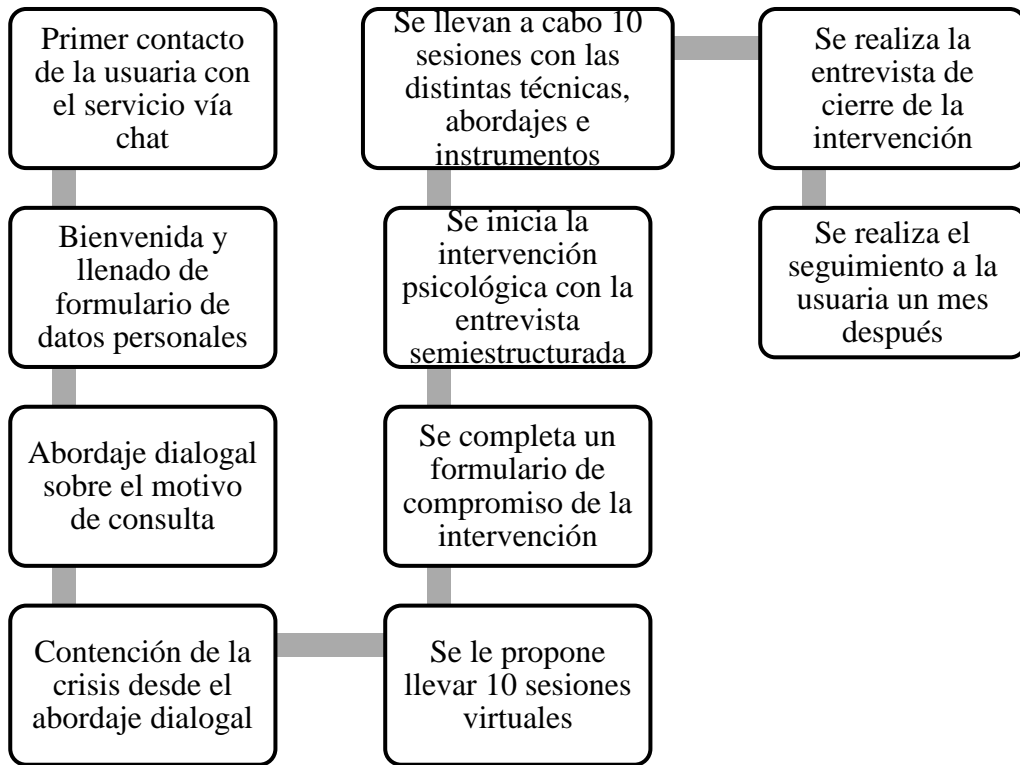 Primer contacto
de la usuaria con
el servicio vía
chat
Bienvenida y
llenado de
formulario de
datos personales
Abordaje dialogal
sobre el motivo
de consulta
Contención de la
crisis desde el
abordaje dialogal
Se le propone
llevar 10 sesiones
virtuales
Se completa un
formulario de
compromiso de la
intervención
Se inicia la
intervención
psicológica con la
entrevista
semiestructurada
Se llevan a cabo 10
sesiones con las
distintas técnicas,
abordajes e
instrumentos
Se realiza la
entrevista de
cierre de la
intervención
Se realiza el
seguimiento a la
usuaria un mes
después